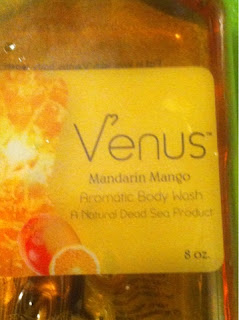 Venus™
Mandarin Mango
Aromatic Body Wash
A Natural Dead Sea Product
8 oz.